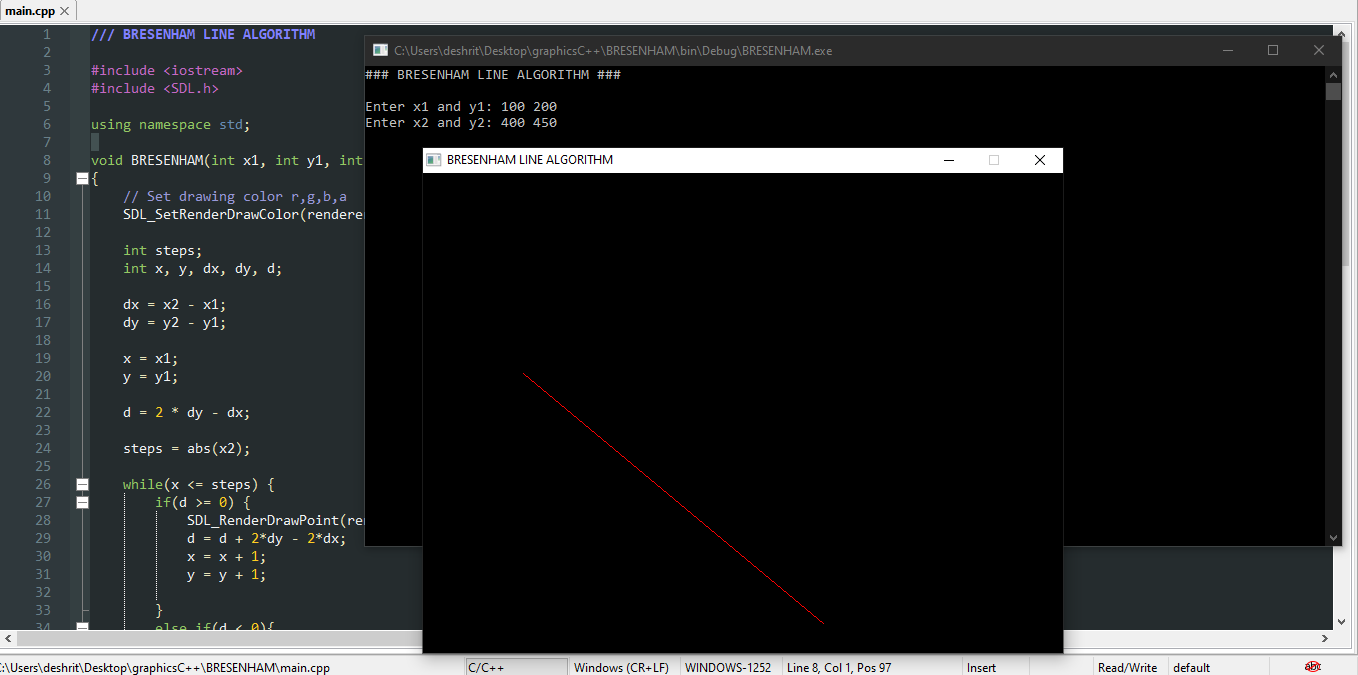 main.cpp
1 /// BRESENHAM LINE ALGORITHM
2
3 #include <iostream>
4 #include <SDL.h>
5
6 using namespace std;
7
8 void BRESENHAM(int x1, int y1, int
9 {
10 // Set drawing color r,g,b,a
11 SDL_SetRenderDrawColor(rendere
12
13 int steps;
14 int x, y, dx, dy, d;
15
16 dx = x2 - x1;
17 dy = y2 - y1;
18
19 x = x1;
20 y = y1;
21
22 d = 2 * dy - dx;
23
24 steps = abs(x2);
25
26 while(x <= steps) {
27 if(d >= 0) {
28 SDL_RenderDrawPoint(re
29 d = d + 2*dy - 2*dx;
30 x = x + 1;
31 y = y + 1;
32
33 }
34 else if(d < 0){
C:\Users\deshrit\Desktop\graphicsC++\BRESENHAM\bin\Debug\BRESENHAM.exe
### BRESENHAM LINE ALGORITHM ###
Enter x1 and y1: 100 200
Enter x2 and y2: 400 450
BRESENHAM LINE ALGORITHM
:\Users\deshrit\Desktop\graphicsC++\BRESENHAM\main.cpp
C/C++
Windows (CR+LF)
WINDOWS-1252
Line 8, Col 1, Pos 97
Insert
Read/Write
default
abc